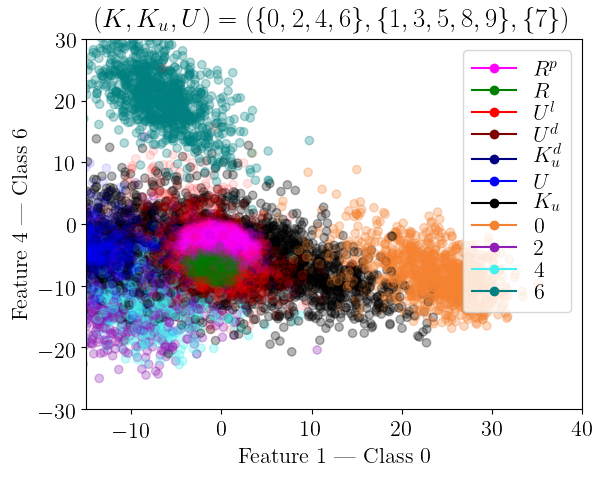 (K, K_u, U) = ({0, 2, 4, 6}, {1, 3, 5, 8, 9}, {7})
30
20
10
0
−10
−20
−30
Feature 4 — Class 6
−10
0
10
20
30
40
Feature 1 — Class 0
R^p
R
U^l
U^d
K_u^d
U
K_u
0
2
4
6